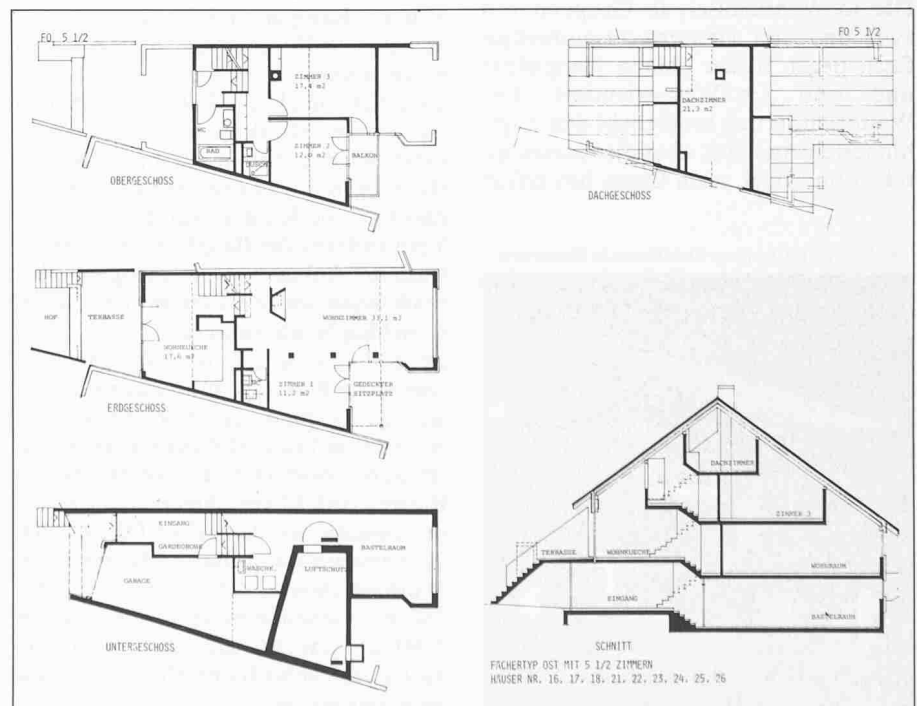 FO 5 1/2
ZIMMER 3
17,4 m2
WC
BAD
DUSCHE
ZIMMER 2
12,0 m2
BALKON
OBERGESCHOSS
FO 5 1/2
DACHZIMMER
21,3 m2
DACHGESCHOSS
HOF
TERRASSE
WOHNKUECHE
17,6 m2
WOHNZIMMER 33,1 m2
ZIMMER 1
11,2 m2
GEDECKTER
SITZPLATZ
ERDGESCHOSS
EINGANG
GARDEROBE
GARAGE
WASCHK.
LUFTSCHUTZ
BASTELRAUM
UNTERGESCHOSS
DACHZIMMER
ZIMMER 3
TERRASSE
WOHNKUECHE
WOHNRAUM
EINGANG
BASTELRAUM
SCHNITT
FÄCHERTYP OST MIT 5 1/2 ZIMMERN
HÄUSER NR. 16, 17, 18, 21, 22, 23, 24, 25, 26